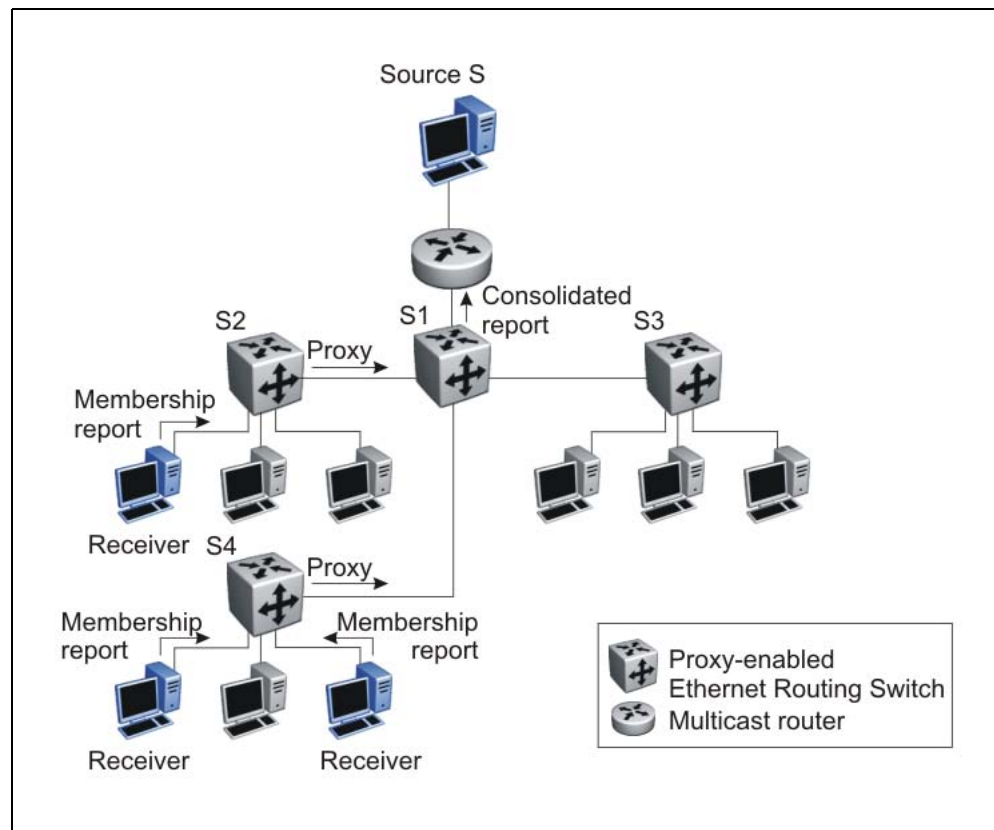 Source S
Consolidated
report
S1
S2
S3
Proxy
Membership
report
Receiver
S4
Proxy
Membership
report
Membership
report
Receiver
Receiver
Proxy-enabled
Ethernet Routing Switch
Multicast router